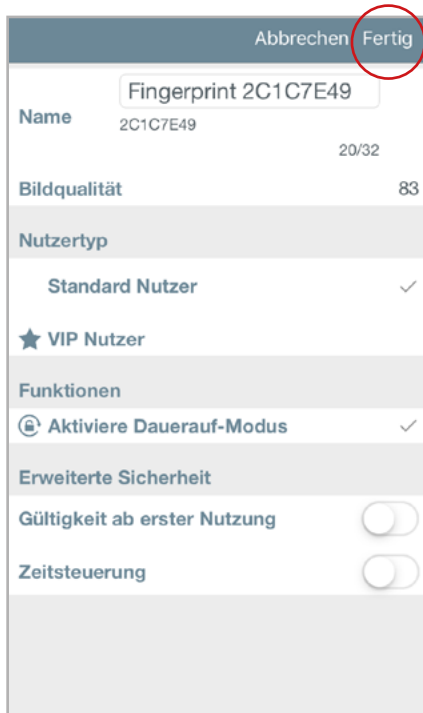 Abbrechen Fertig
Fingerprint 2C1C7E49
Name
2C1C7E49
20/32
Bildqualität 83
Nutzertyp
Standard Nutzer
VIP Nutzer
Funktionen
Aktiviere Dauerauf-Modus
Erweiterte Sicherheit
Gültigkeit ab erster Nutzung
Zeitsteuerung